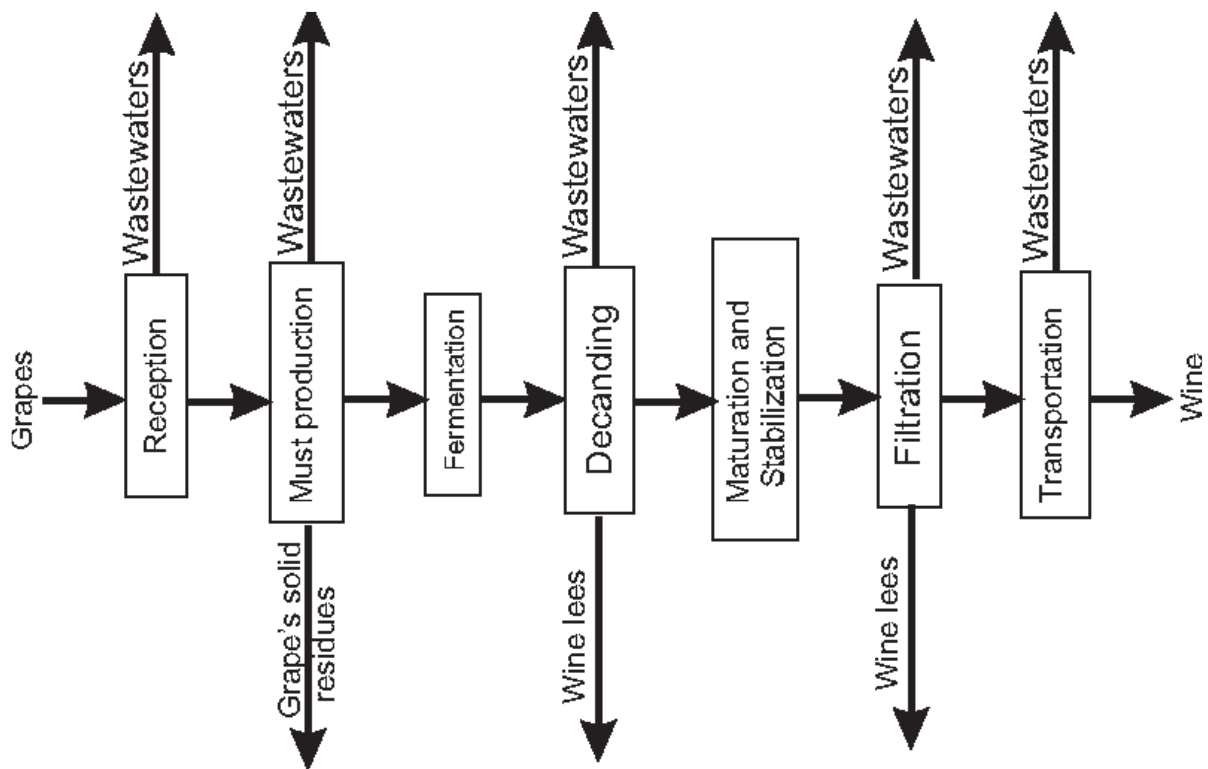 Grapes
Reception
Wastewaters
Must production
Wastewaters
Grape's solid
residues
Fermentation
Decanding
Wastewaters
Wine lees
Maturation and
Stabilization
Filtration
Wastewaters
Wine lees
Transportation
Wastewaters
Wine